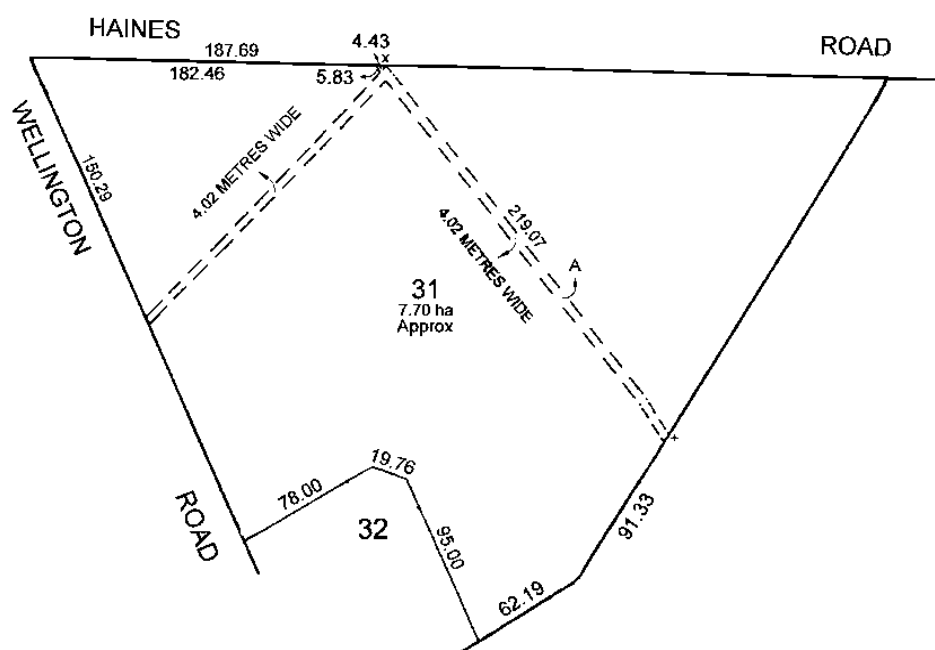 HAINES
ROAD
187.69
182.46
4.43
x
5.83
WELLINGTON
150.29
4.02 METRES WIDE
219.07
4.02 METRES WIDE
A
31
7.70 ha
Approx
ROAD
78.00
19.76
32
95.00
91.33
62.19